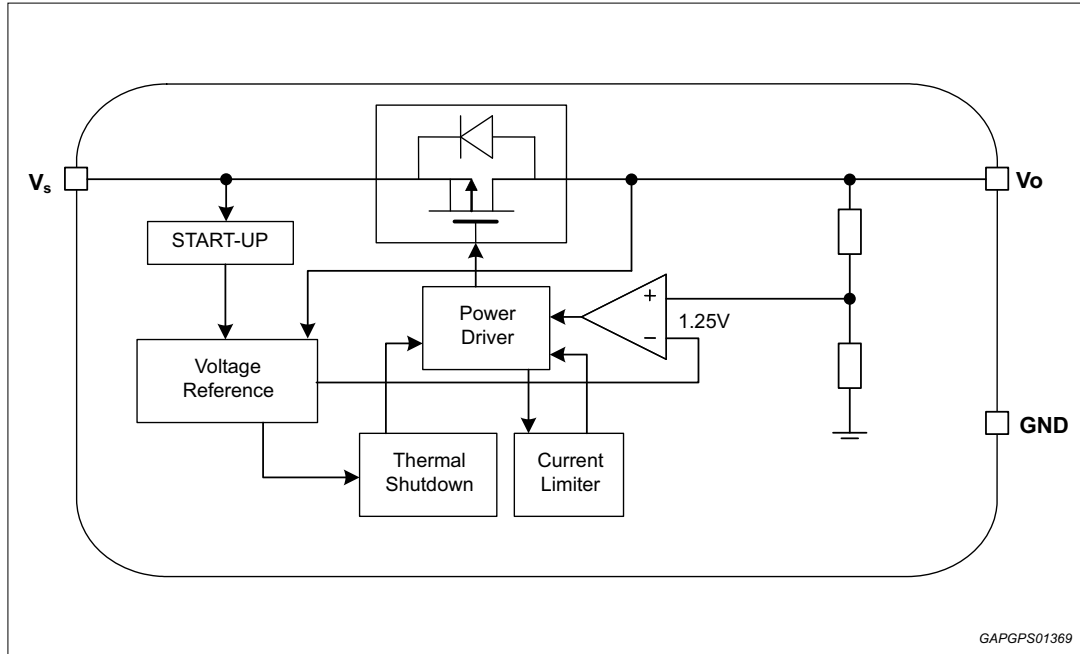 Vs
Vo
START-UP
Power
Driver
+
1.25V
−
Voltage
Reference
GND
Thermal
Shutdown
Current
Limiter
GAPGPS01369